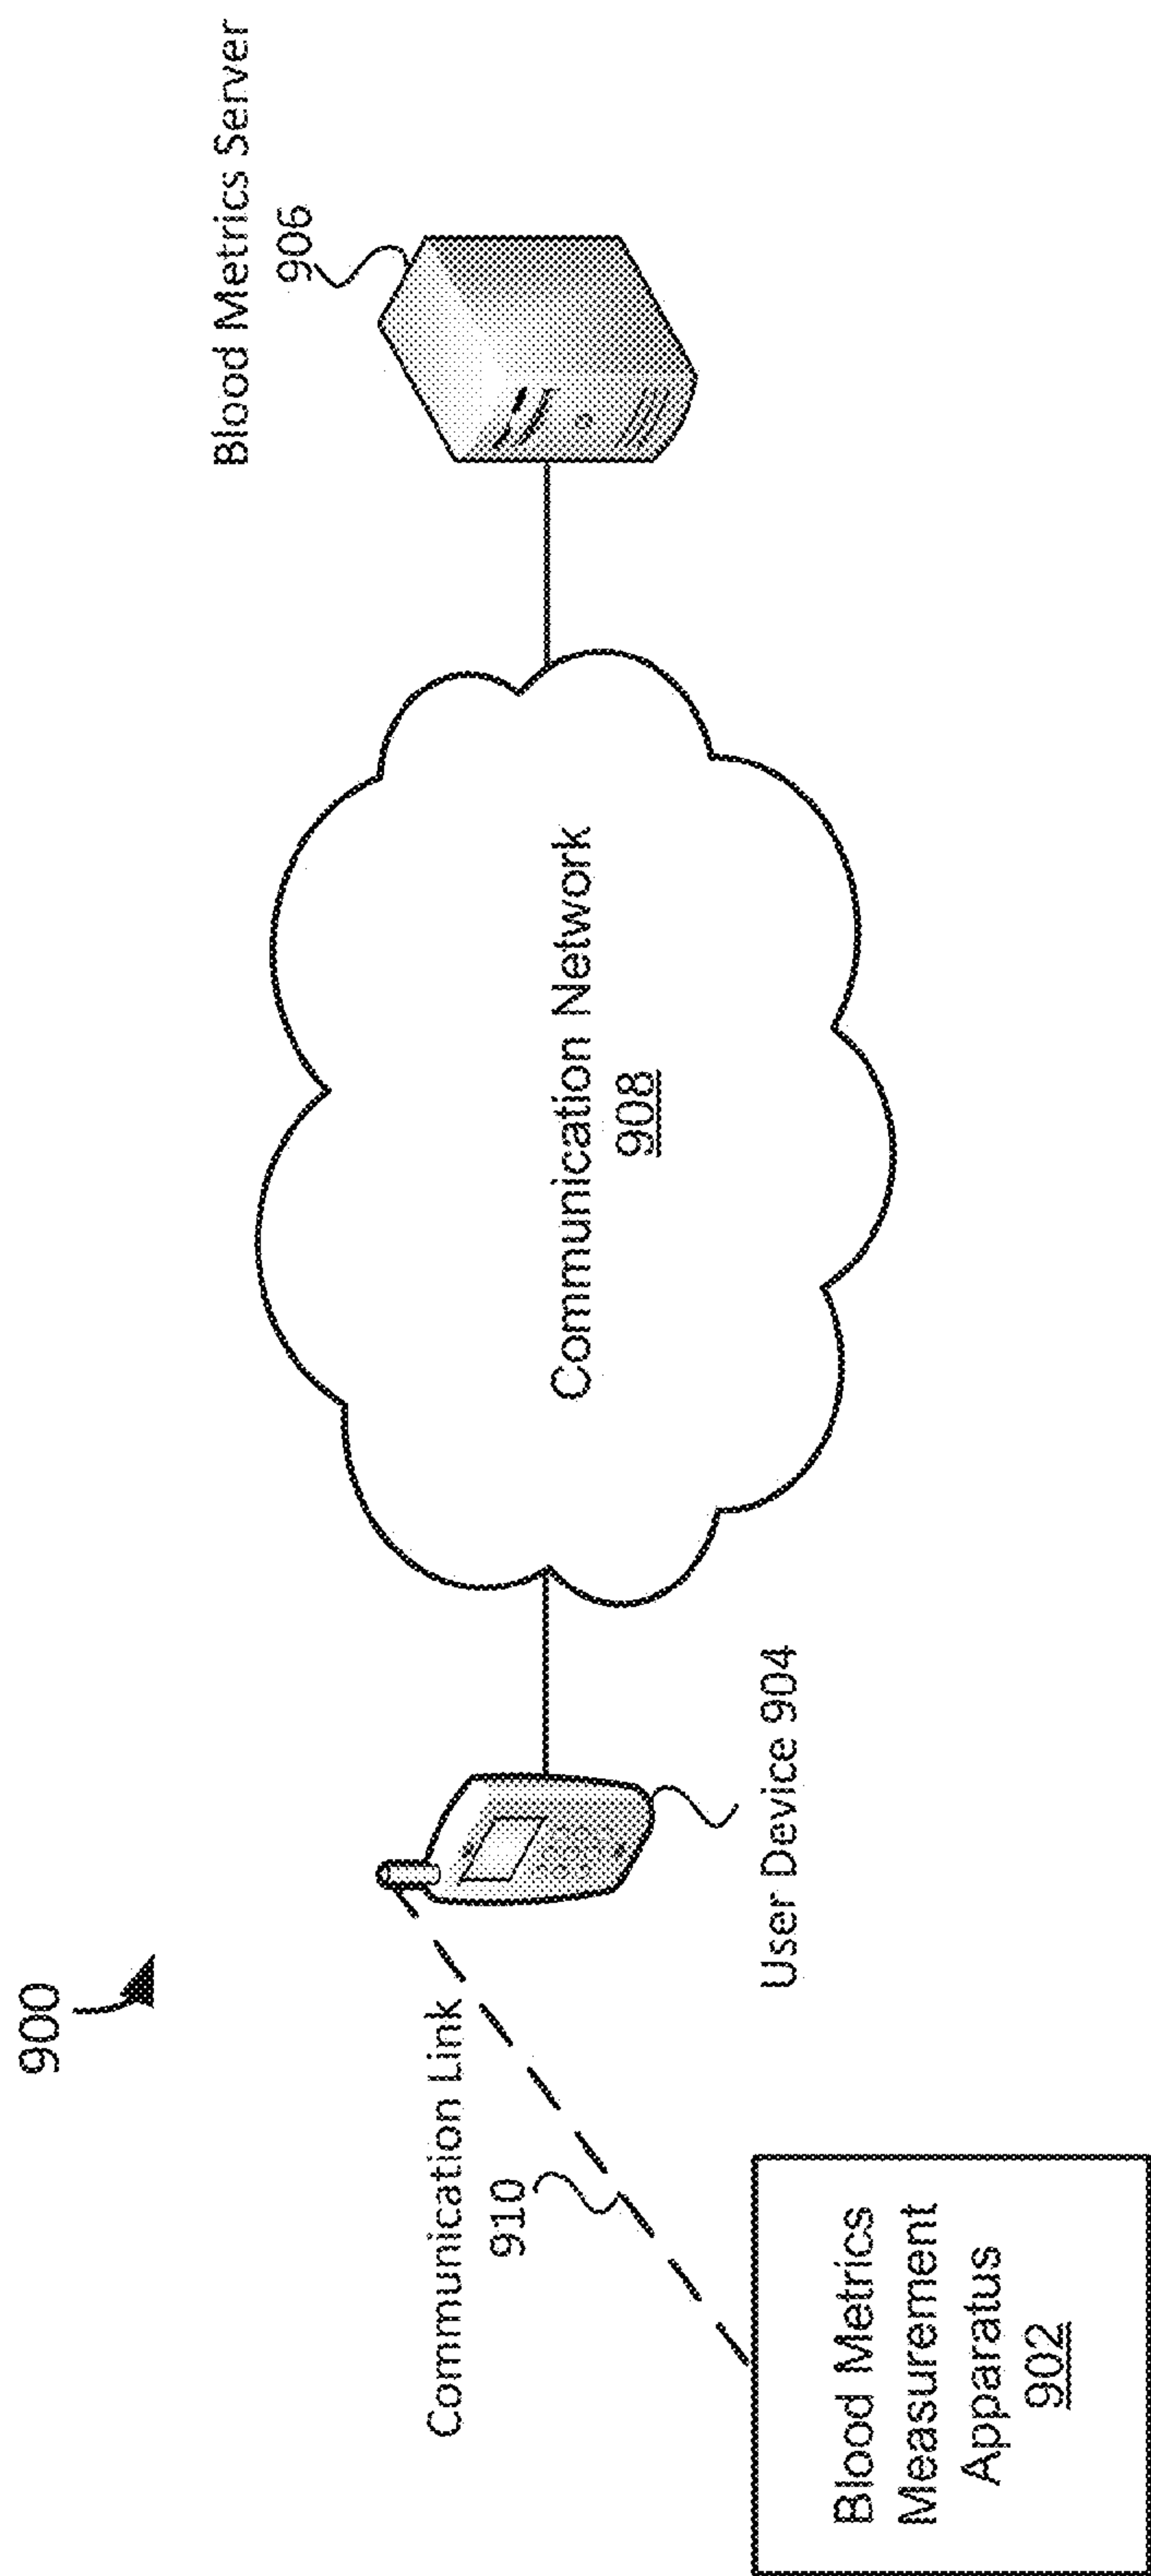 900
Blood Metrics Server
906
Communication Link
910
Communication Network
908
User Device 904
Blood Metrics
Measurement
Apparatus
902